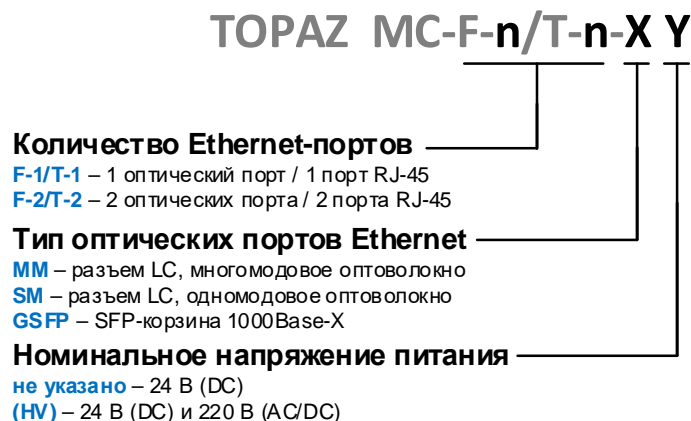 TOPAZ MC-F-n/T-n-X Y
Количество Ethernet-портов
F-1/T-1 – 1 оптический порт / 1 порт RJ-45
F-2/T-2 – 2 оптических порта / 2 порта RJ-45
Тип оптических портов Ethernet
MM – разъем LC, многомодовое оптоволокно
SM – разъем LC, одномодовое оптоволокно
GSFP – SFP-корзина 1000Base-X
Номинальное напряжение питания
не указано – 24 В (DC)
(HV) – 24 В (DC) и 220 В (AC/DC)